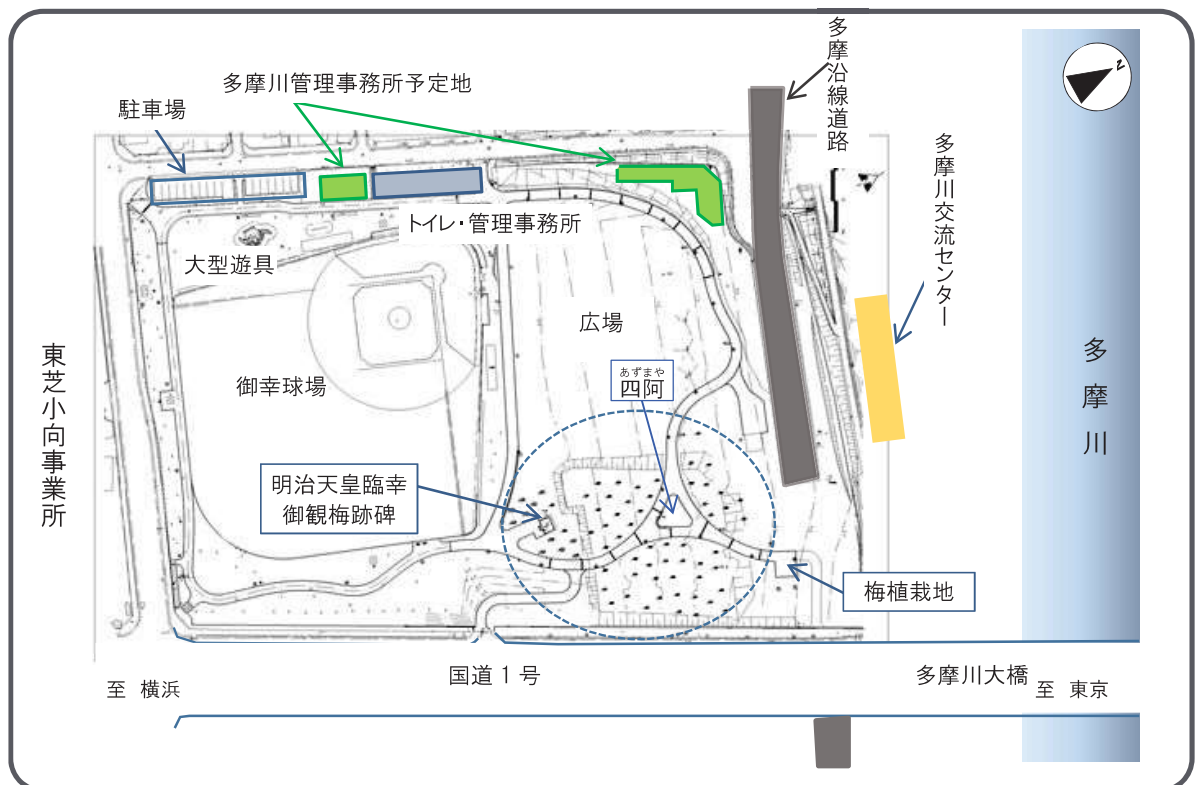 多摩沿線道路
多摩川管理事務所予定地
駐車場
多摩川交流センター
トイレ・管理事務所
大型遊具
広場
あずまや
四阿
御幸球場
明治天皇臨幸
御観梅跡碑
梅植栽地
東芝小向事業所
多摩川
国道1号
多摩川大橋
至 横浜
至 東京
N